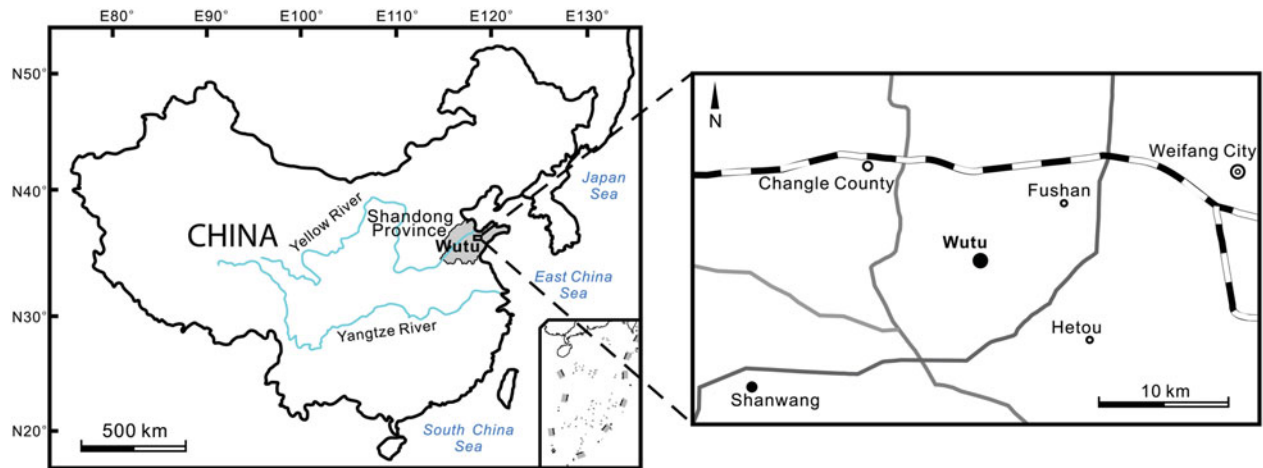 E80° E90° E100° E110° E120° E130°
N50°
N40°
N30°
N20°
CHINA
Yellow River
Shandong
Province
Wutu
Yangtze River
Japan
Sea
East China
Sea
South China
Sea
500 km
N
Weifang City
Changle County
Fushan
Wutu
Hetou
Shanwang
10 km